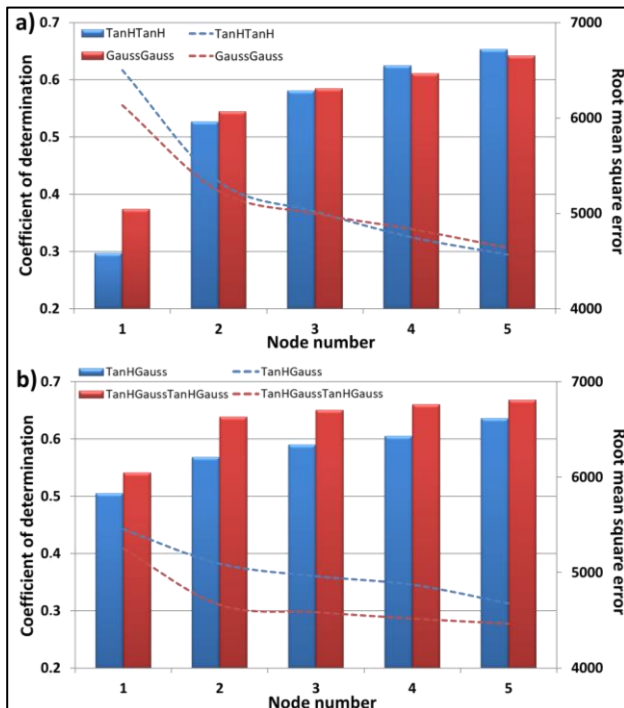 a)
TanHTanH
TanHTanH
GaussGauss
GaussGauss
Coefficient of determination
0.7
0.6
0.5
0.4
0.3
0.2
7000
6000
5000
4000
Root mean square error
1 2 3 4 5
Node number
b)
TanHGauss
TanHGauss
TanHGaussTanHGauss
TanHGaussTanHGauss
Coefficient of determination
0.7
0.6
0.5
0.4
0.3
0.2
7000
6000
5000
4000
Root mean square error
1 2 3 4 5
Node number